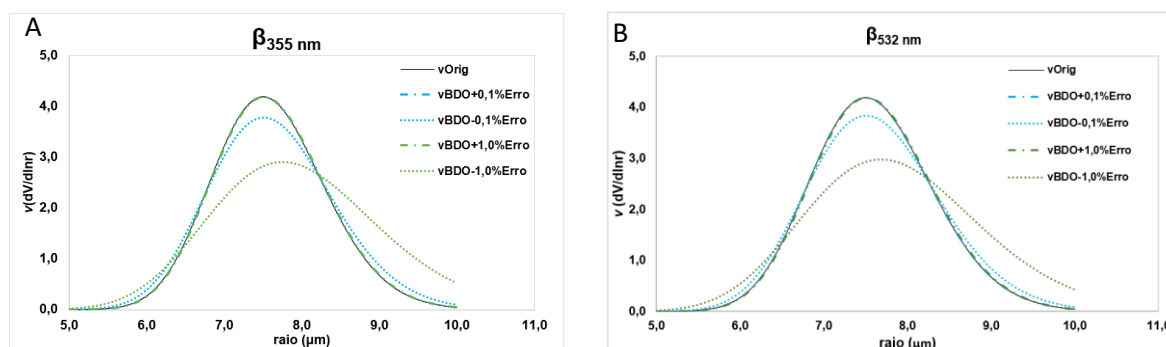 A
β355 nm
5,0
4,0
3,0
2,0
1,0
0,0
v(dV/dlnr)
vOrig
vBDO+0,1%Erro
vBDO-0,1%Erro
vBDO+1,0%Erro
vBDO-1,0%Erro
5,0 6,0 7,0 8,0 9,0 10,0 11,0
raio (µm)
B
β532 nm
5,0
4,0
3,0
2,0
1,0
0,0
v(dV/dlnr)
vOrig
vBDO+0,1%Erro
vBDO-0,1%Erro
vBDO+1,0%Erro
vBDO-1,0%Erro
5,0 6,0 7,0 8,0 9,0 10,0 11,0
raio (µm)